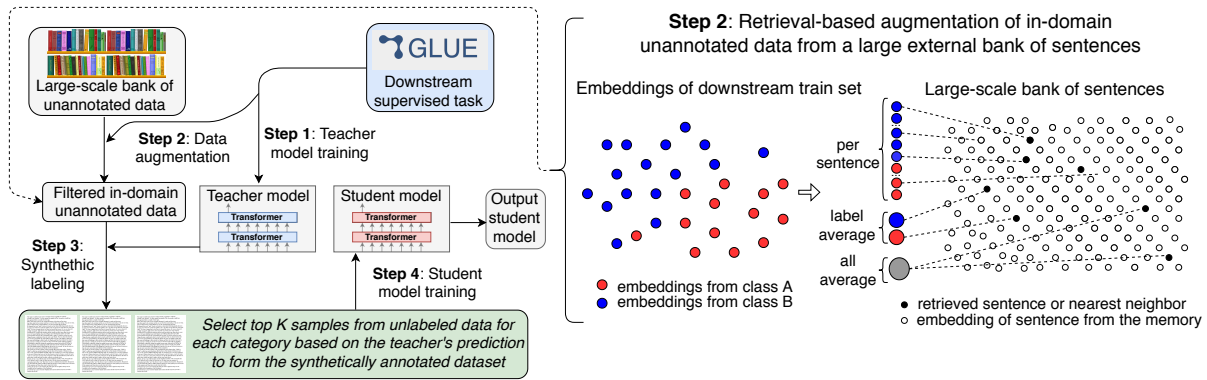 Large-scale bank of
unannotated data
GLUE
Downstream
supervised task
Step 2: Data
augmentation
Step 1: Teacher
model training
Filtered in-domain
unannotated data
Teacher model
Transformer
Transformer
Student model
Transformer
Transformer
Output
student
model
Step 3:
Synthethic
labeling
Step 4: Student
model training
Select top K samples from unlabeled data for
each category based on the teacher's prediction
to form the synthetically annotated dataset
Step 2: Retrieval-based augmentation of in-domain
unannotated data from a large external bank of sentences
Embeddings of downstream train set
embeddings from class A
embeddings from class B
Large-scale bank of sentences
per
sentence
label
average
all
average
retrieved sentence or nearest neighbor
embedding of sentence from the memory